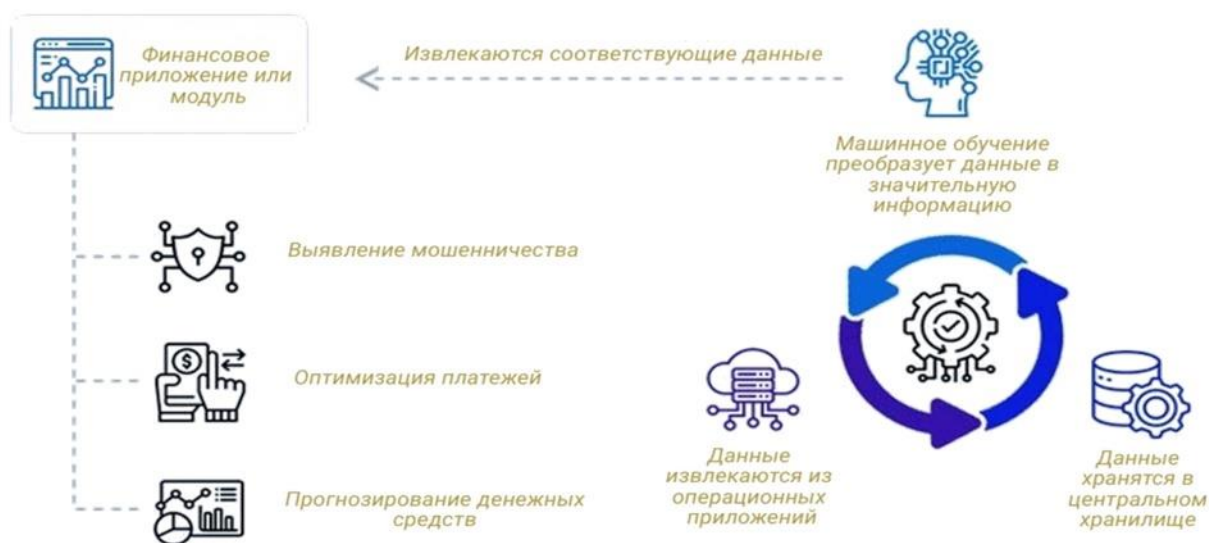 Финансовое
приложение или
модуль
Извлекаются соответствующие данные
Машинное обучение
преобразует данные в
значительную
информацию
Выявление мошенничества
Оптимизация платежей
Прогнозирование денежных
средств
Данные
извлекаются из
операционных
приложений
Данные
хранятся в
центральном
хранилище